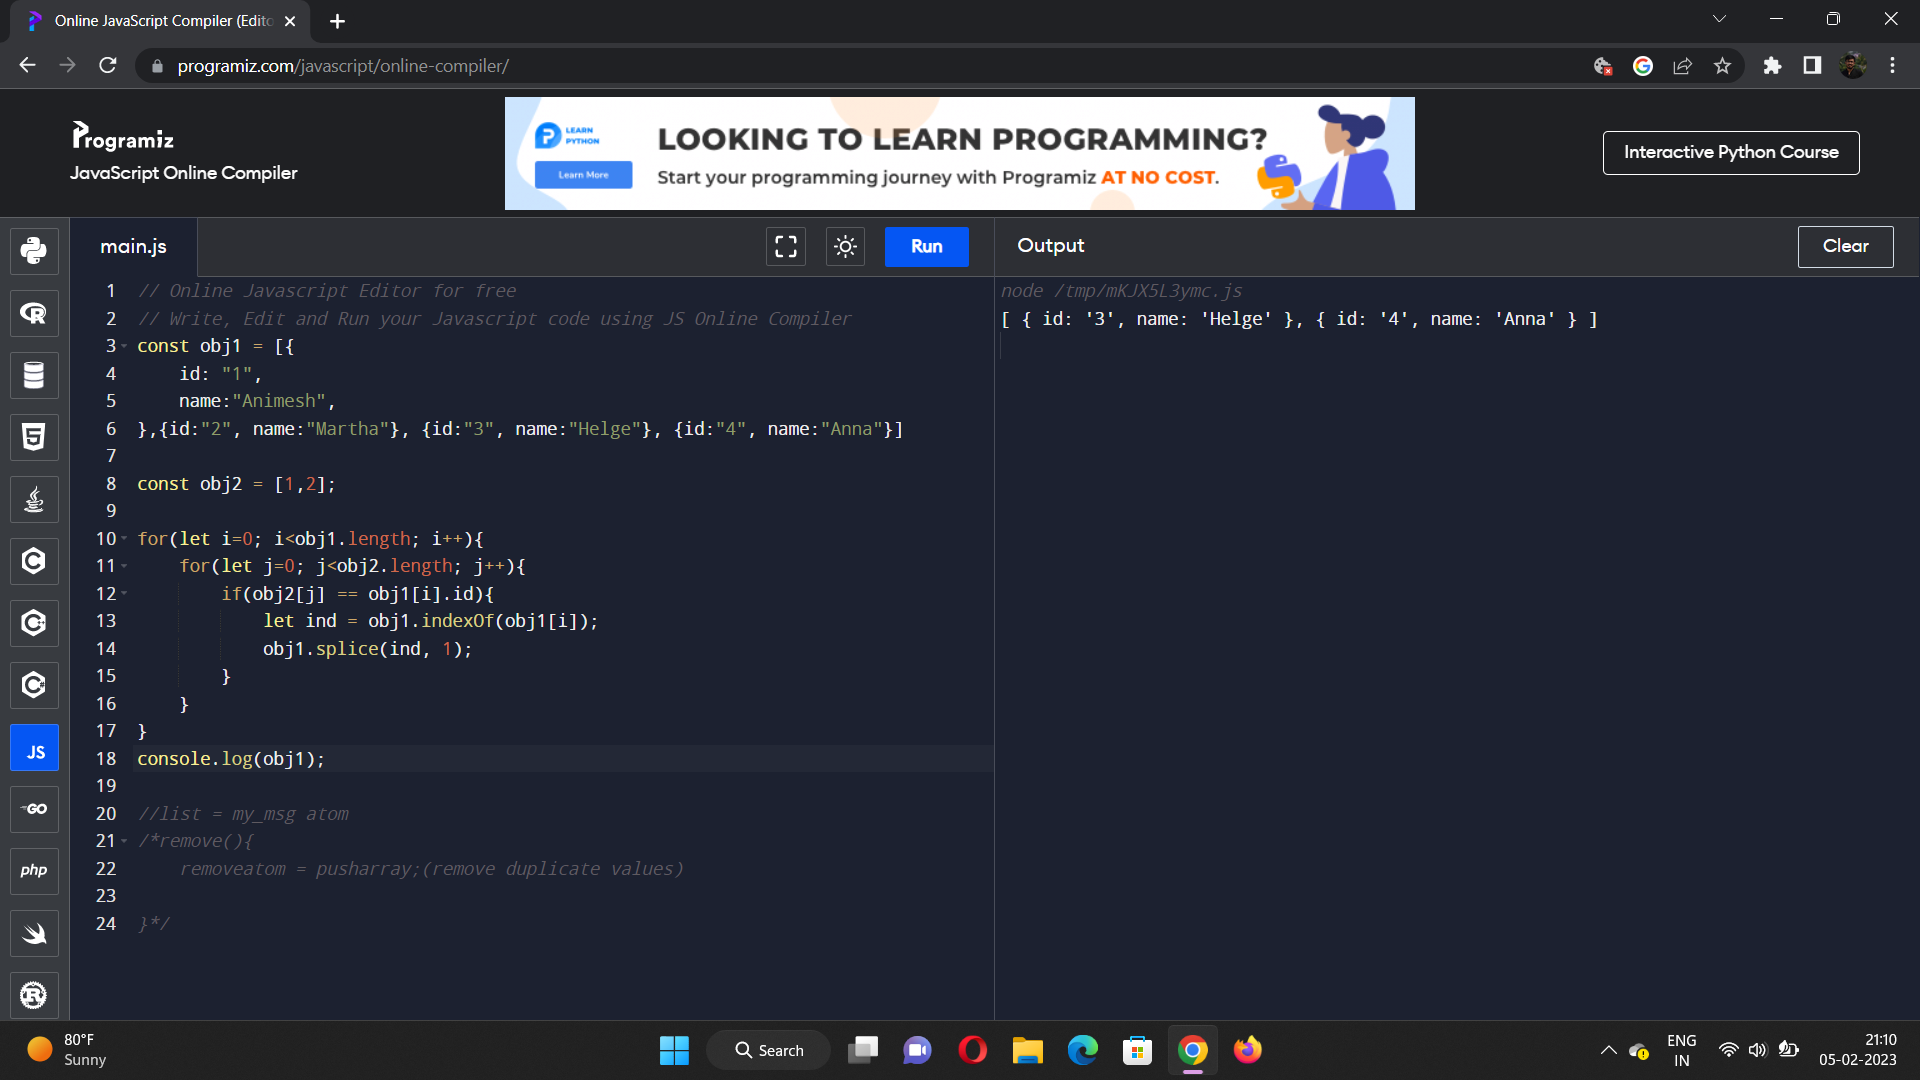 Online JavaScript Compiler (Edito
programiz.com/javascript/online-compiler/
Programiz
JavaScript Online Compiler
LEARN
PYTHON
Learn More
LOOKING TO LEARN PROGRAMMING?
Start your programming journey with Programiz AT NO COST.
Interactive Python Course
main.js
Run
Output
Clear
1 // Online Javascript Editor for free
2 // Write, Edit and Run your Javascript code using JS Online Compiler
3 const obj1 = [{
4     id: "1",
5     name:"Animesh",
6 },{id:"2", name:"Martha"}, {id:"3", name:"Helge"}, {id:"4", name:"Anna"}]
7
8 const obj2 = [1,2];
9
10 for(let i=0; i<obj1.length; i++){
11     for(let j=0; j<obj2.length; j++){
12         if(obj2[j] == obj1[i].id){
13             let ind = obj1.indexOf(obj1[i]);
14             obj1.splice(ind, 1);
15         }
16     }
17 }
18 console.log(obj1);
19
20 //list = my_msg atom
21 /*remove(){
22     removeatom = pusharray;(remove duplicate values)
23
24 }*/
node /tmp/mKJX5L3ymc.js
[ { id: '3', name: 'Helge' }, { id: '4', name: 'Anna' } ]
R
5
C
C
C
JS
GO
php
R
80°F
Sunny
Search
ENG
IN
21:10
05-02-2023